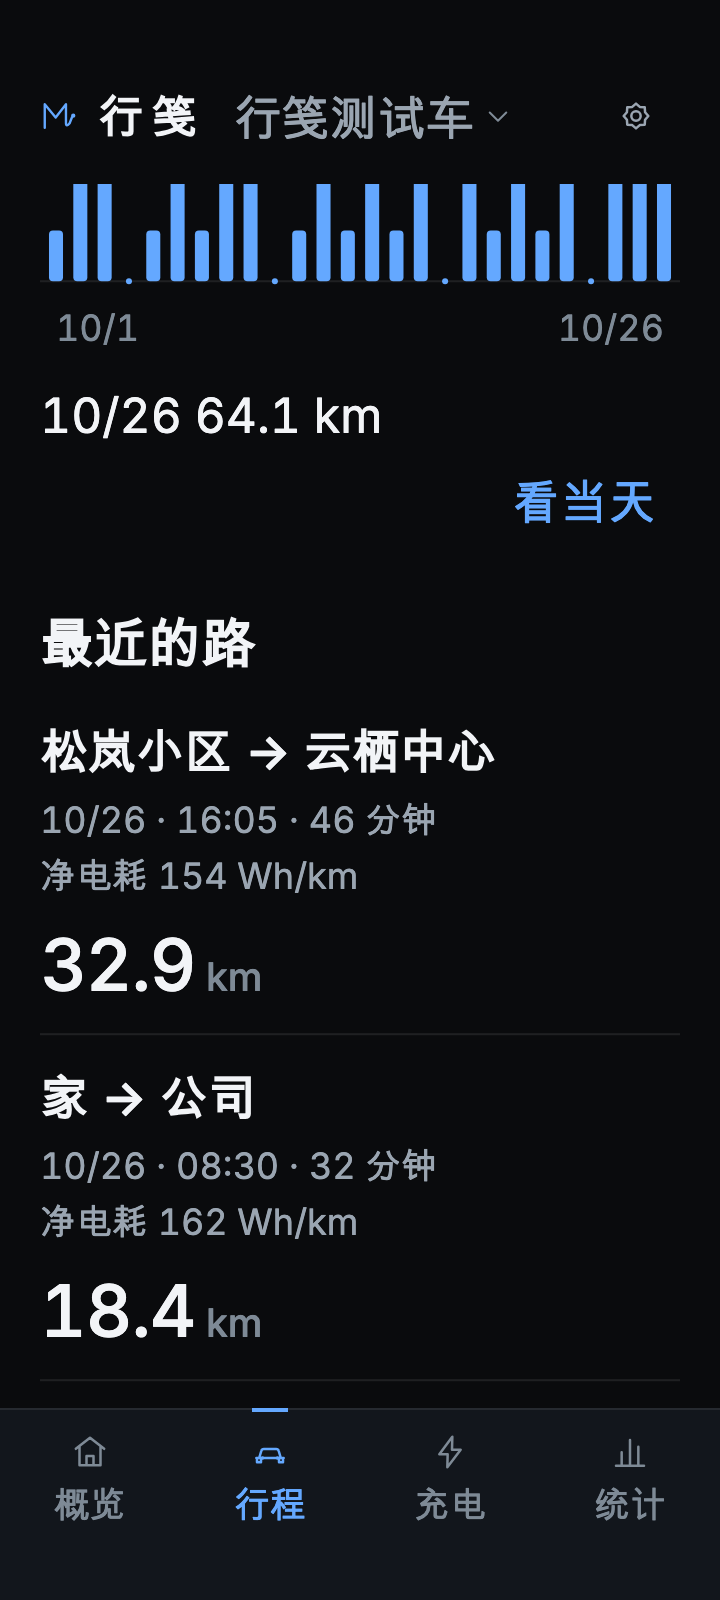 行笺 行笺测试车
10/1 10/26
10/26 64.1 km
看当天
最近的路
松岚小区 → 云栖中心
10/26 · 16:05 · 46 分钟
净电耗 154 Wh/km
32.9 km
家 → 公司
10/26 · 08:30 · 32 分钟
净电耗 162 Wh/km
18.4 km
概览 行程 充电 统计